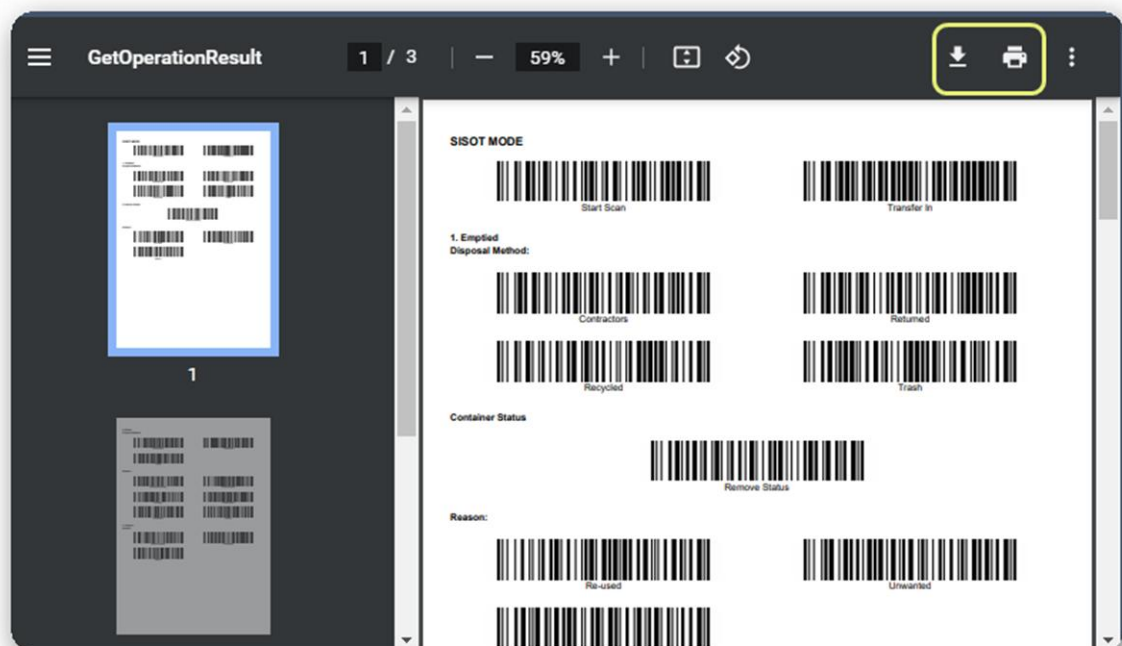 GetOperationResult 1 / 3 59%
SISOT MODE
Start Scan Transfer In
1. Emptied
Disposal Method:
Contractors Returned
Recycled Trash
Container Status
Remove Status
Reason:
Re-used Unwanted
1